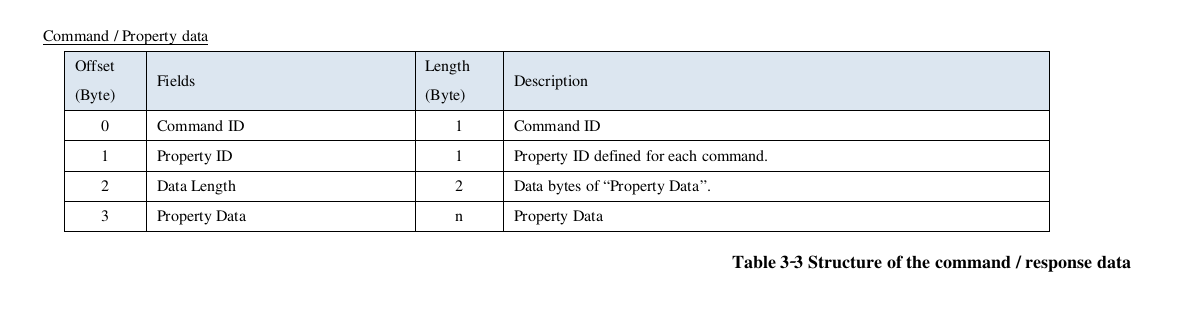 Command / Property data
Offset (Byte) Fields Length (Byte) Description
0 Command ID 1 Command ID
1 Property ID 1 Property ID defined for each command.
2 Data Length 2 Data bytes of “Property Data”.
3 Property Data n Property Data
Table 3-3 Structure of the command / response data